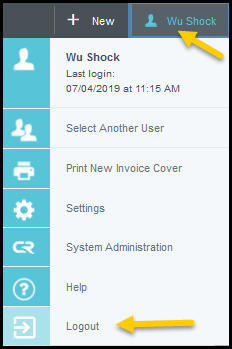 + New Wu Shock
Wu Shock
Last login:
07/04/2019 at 11:15 AM
Select Another User
Print New Invoice Cover
Settings
CR System Administration
Help
Logout